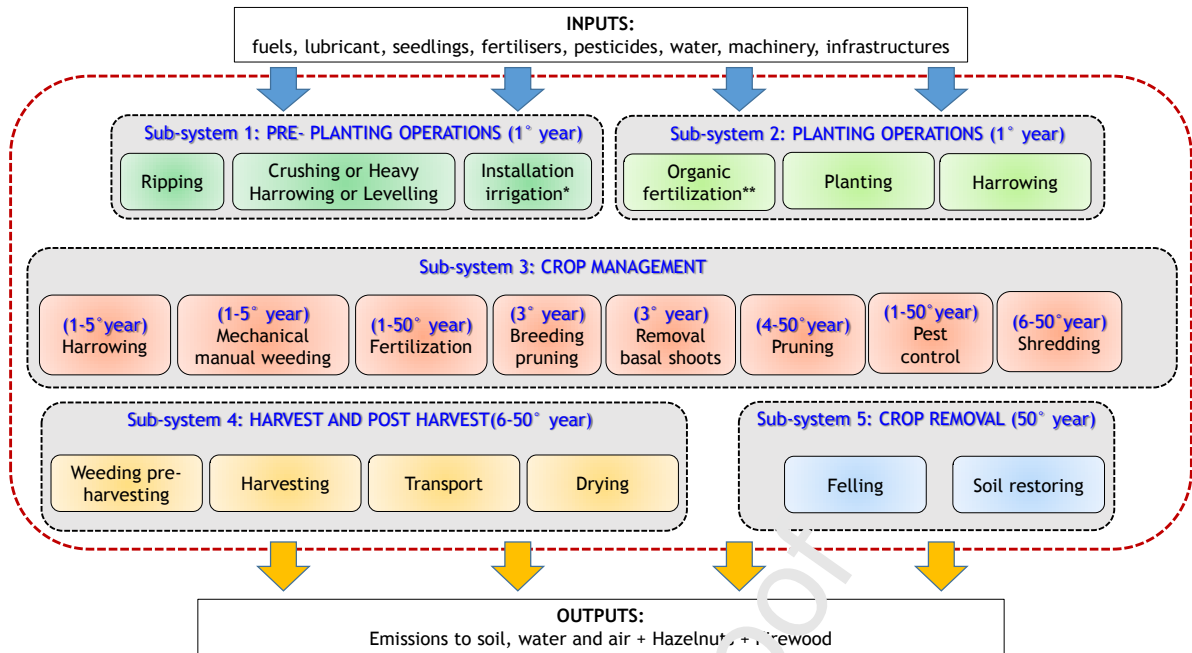 INPUTS:
fuels, lubricant, seedlings, fertilisers, pesticides, water, machinery, infrastructures
Sub-system 1: PRE- PLANTING OPERATIONS (1° year)
Ripping
Crushing or Heavy
Harrowing or Levelling
Installation
irrigation*
Sub-system 2: PLANTING OPERATIONS (1° year)
Organic
fertilization**
Planting
Harrowing
Sub-system 3: CROP MANAGEMENT
(1-5°year)
Harrowing
(1-5° year)
Mechanical
manual weeding
(1-50° year)
Fertilization
(3° year)
Breeding
pruning
(3° year)
Removal
basal shoots
(4-50°year)
Pruning
(1-50°year)
Pest
control
(6-50°year)
Shredding
Sub-system 4: HARVEST AND POST HARVEST(6-50° year)
Weeding pre-
harvesting
Harvesting
Transport
Drying
Sub-system 5: CROP REMOVAL (50° year)
Felling
Soil restoring
OUTPUTS:
Emissions to soil, water and air + Hazelnuts + Firewood